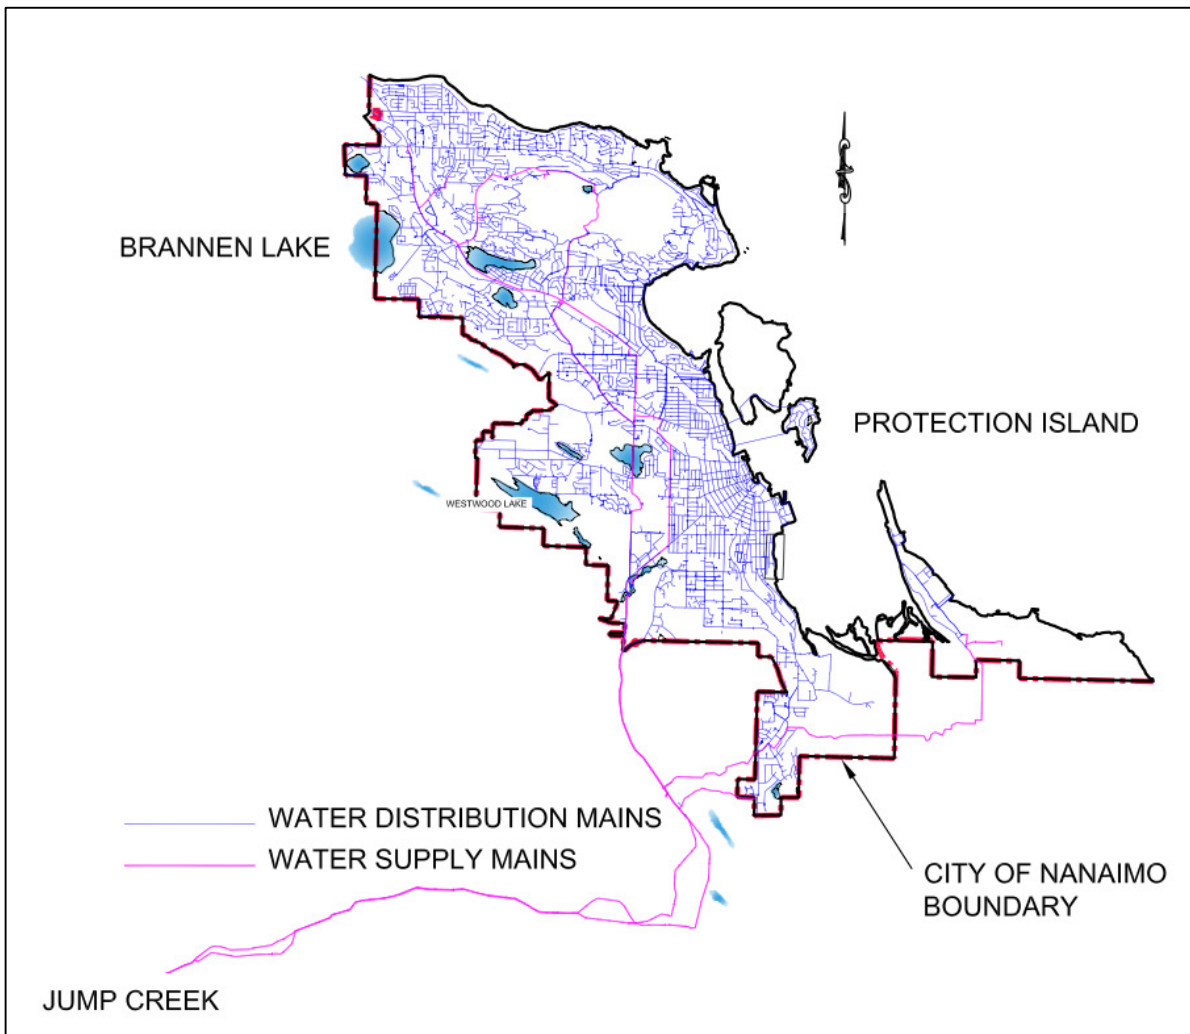 BRANNEN LAKE
PROTECTION ISLAND
WESTWOOD LAKE
WATER DISTRIBUTION MAINS
WATER SUPPLY MAINS
CITY OF NANAIMO
BOUNDARY
JUMP CREEK